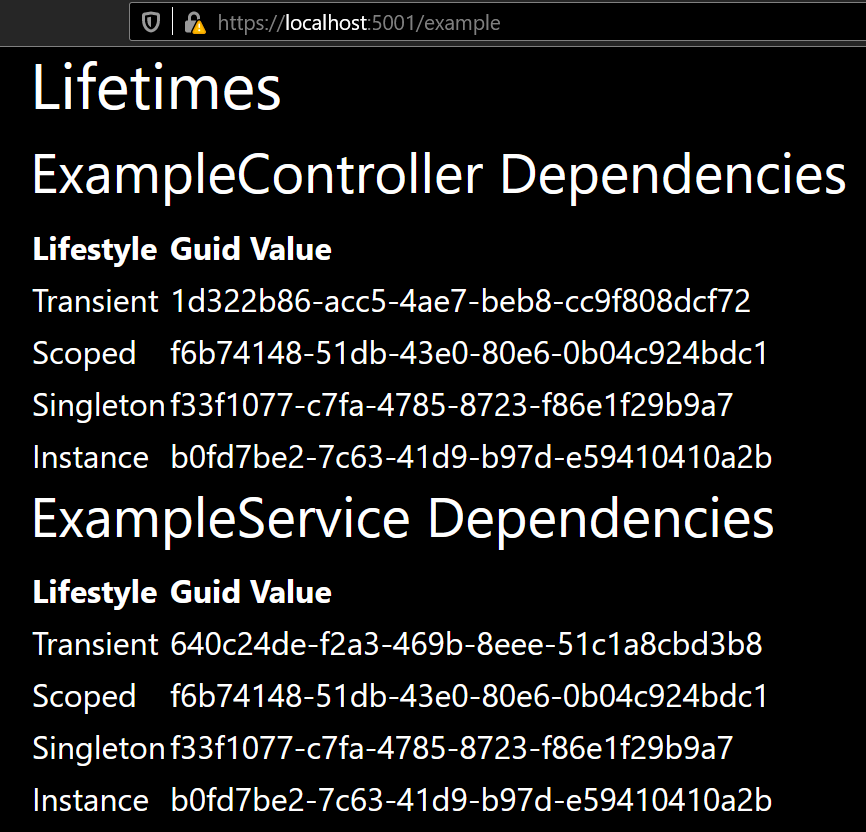 https://localhost:5001/example
Lifetimes
ExampleController Dependencies
Lifestyle Guid Value
Transient 1d322b86-acc5-4ae7-beb8-cc9f808dcf72
Scoped f6b74148-51db-43e0-80e6-0b04c924bdc1
Singleton f33f1077-c7fa-4785-8723-f86e1f29b9a7
Instance b0fd7be2-7c63-41d9-b97d-e59410410a2b
ExampleService Dependencies
Lifestyle Guid Value
Transient 640c24de-f2a3-469b-8eee-51c1a8cbd3b8
Scoped f6b74148-51db-43e0-80e6-0b04c924bdc1
Singleton f33f1077-c7fa-4785-8723-f86e1f29b9a7
Instance b0fd7be2-7c63-41d9-b97d-e59410410a2b